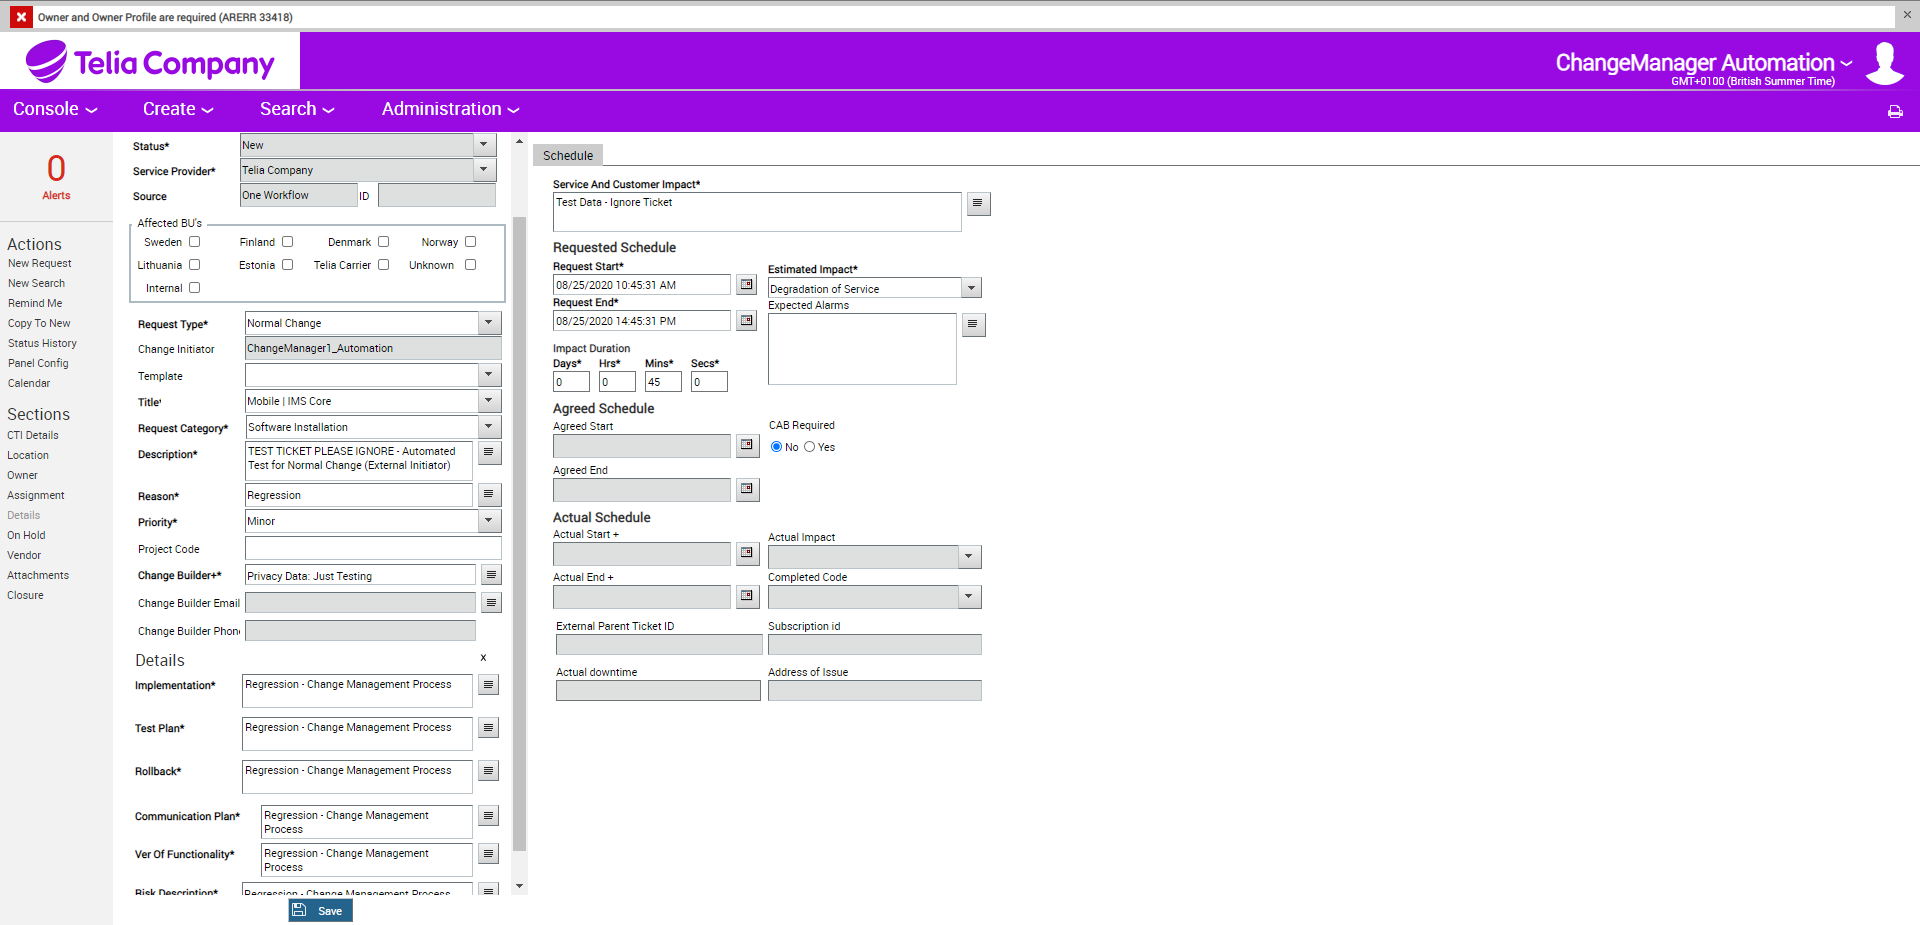 Owner and Owner Profile are required (ARERR 33418)
Telia Company
ChangeManager Automation
GMT+0100 (British Summer Time)
Console
Create
Search
Administration
0
Alerts
Actions
New Request
New Search
Remind Me
Copy To New
Status History
Panel Config
Calendar
Sections
CTI Details
Location
Owner
Assignment
Details
On Hold
Vendor
Attachments
Closure
Status* New
Service Provider* Telia Company
Source One Workflow ID
Affected BU's
Sweden Finland Denmark Norway
Lithuania Estonia Telia Carrier Unknown
Internal
Request Type* Normal Change
Change Initiator ChangeManager1_Automation
Template
Title* Mobile | IMS Core
Request Category* Software Installation
Description* TEST TICKET PLEASE IGNORE - Automated
Test for Normal Change (External Initiator)
Reason* Regression
Priority* Minor
Project Code
Change Builder+* Privacy Data: Just Testing
Change Builder Email
Change Builder Phon
Details x
Implementation* Regression - Change Management Process
Test Plan* Regression - Change Management Process
Rollback* Regression - Change Management Process
Communication Plan* Regression - Change Management
Process
Ver Of Functionality* Regression - Change Management
Process
Risk Description* Regression - Change Management Process
Save
Schedule
Service And Customer Impact*
Test Data - Ignore Ticket
Requested Schedule
Request Start* Estimated Impact*
08/25/2020 10:45:31 AM Degradation of Service
Request End* Expected Alarms
08/25/2020 14:45:31 PM
Impact Duration
Days* Hrs* Mins* Secs*
0 0 45 0
Agreed Schedule
Agreed Start CAB Required
No Yes
Agreed End
Actual Schedule
Actual Start + Actual Impact
Actual End + Completed Code
External Parent Ticket ID Subscription id
Actual downtime Address of Issue